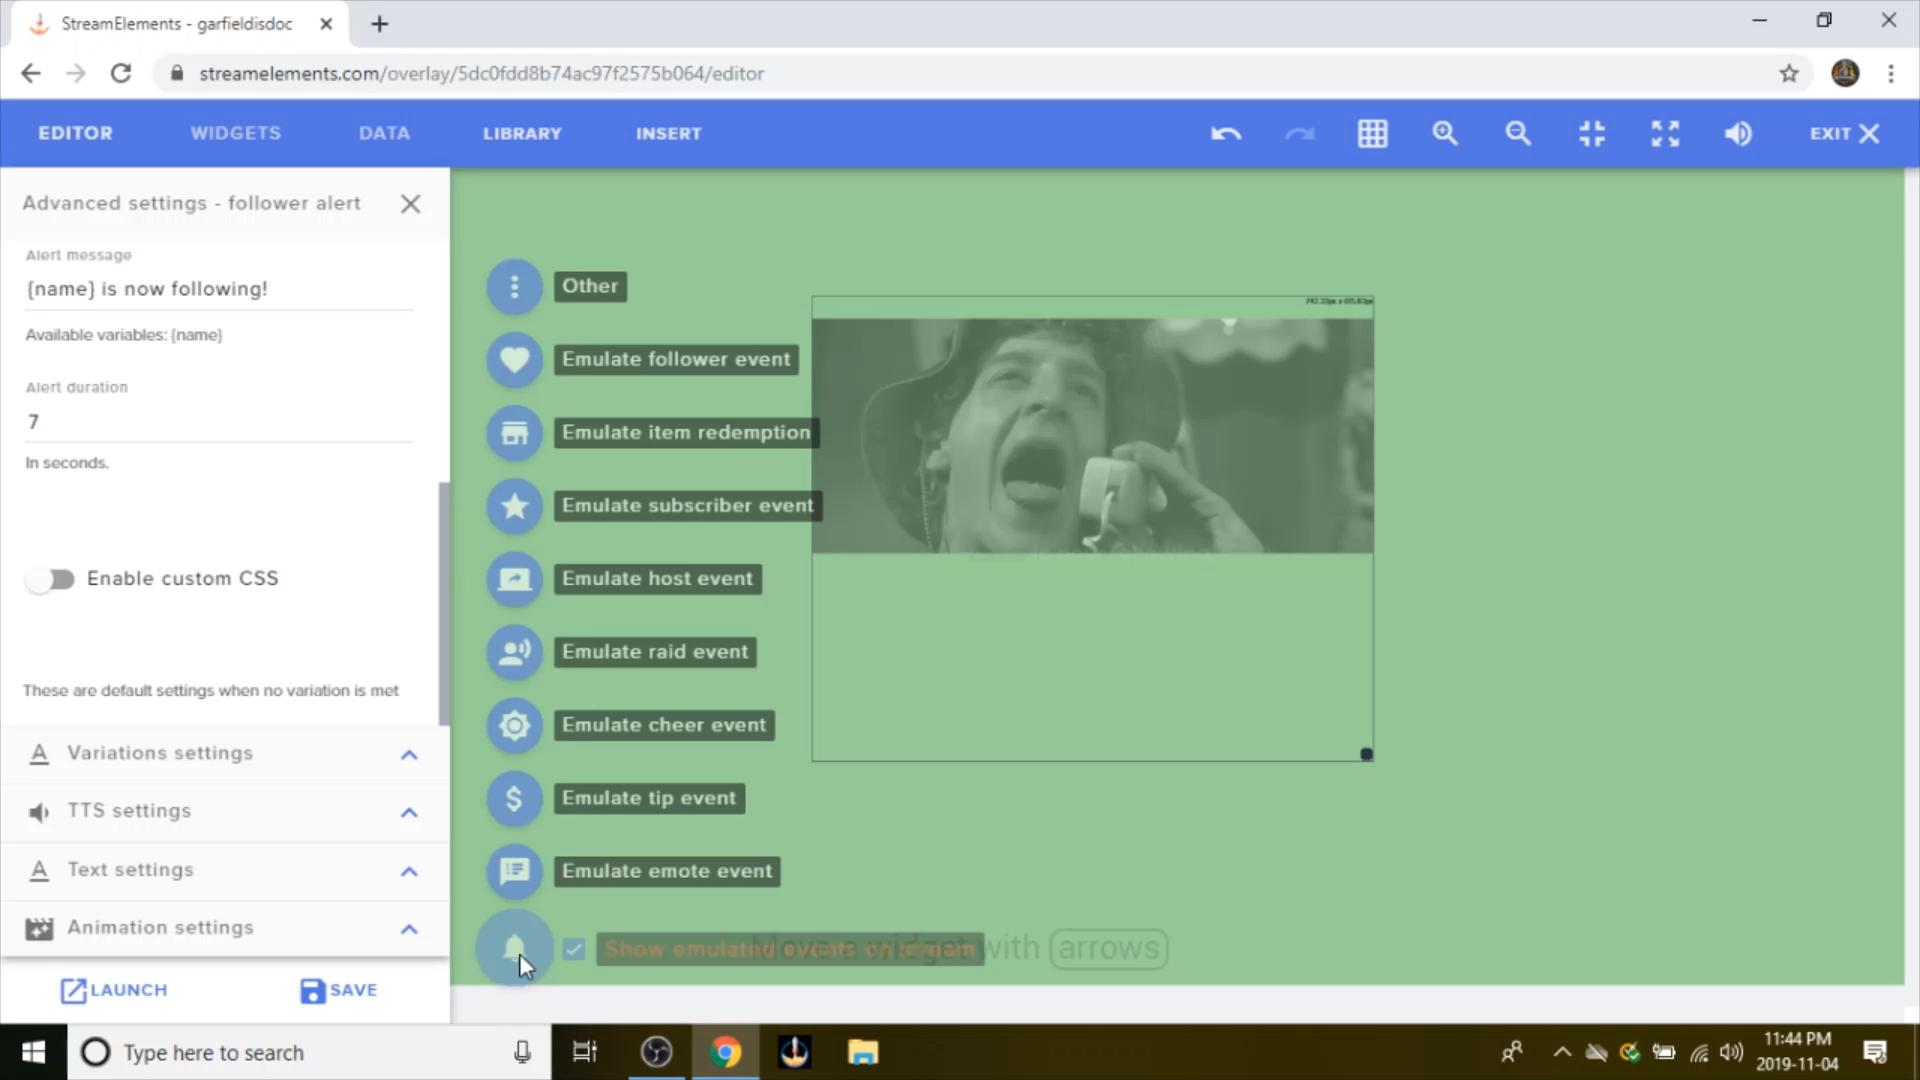 StreamElements - garfieldisdoc
streamelements.com/overlay/5dc0fdd8b74ac97f2575b064/editor
EDITOR WIDGETS DATA LIBRARY INSERT EXIT
Advanced settings - follower alert
Alert message
{name} is now following!
Available variables: {name}
Alert duration
7
In seconds.
Enable custom CSS
These are default settings when no variation is met
Variations settings
TTS settings
Text settings
Animation settings
LAUNCH SAVE
Other
Emulate follower event
Emulate item redemption
Emulate subscriber event
Emulate host event
Emulate raid event
Emulate cheer event
Emulate tip event
Emulate emote event
Show emulated events on stream
Move a widget with arrows
Type here to search
11:44 PM
2019-11-04